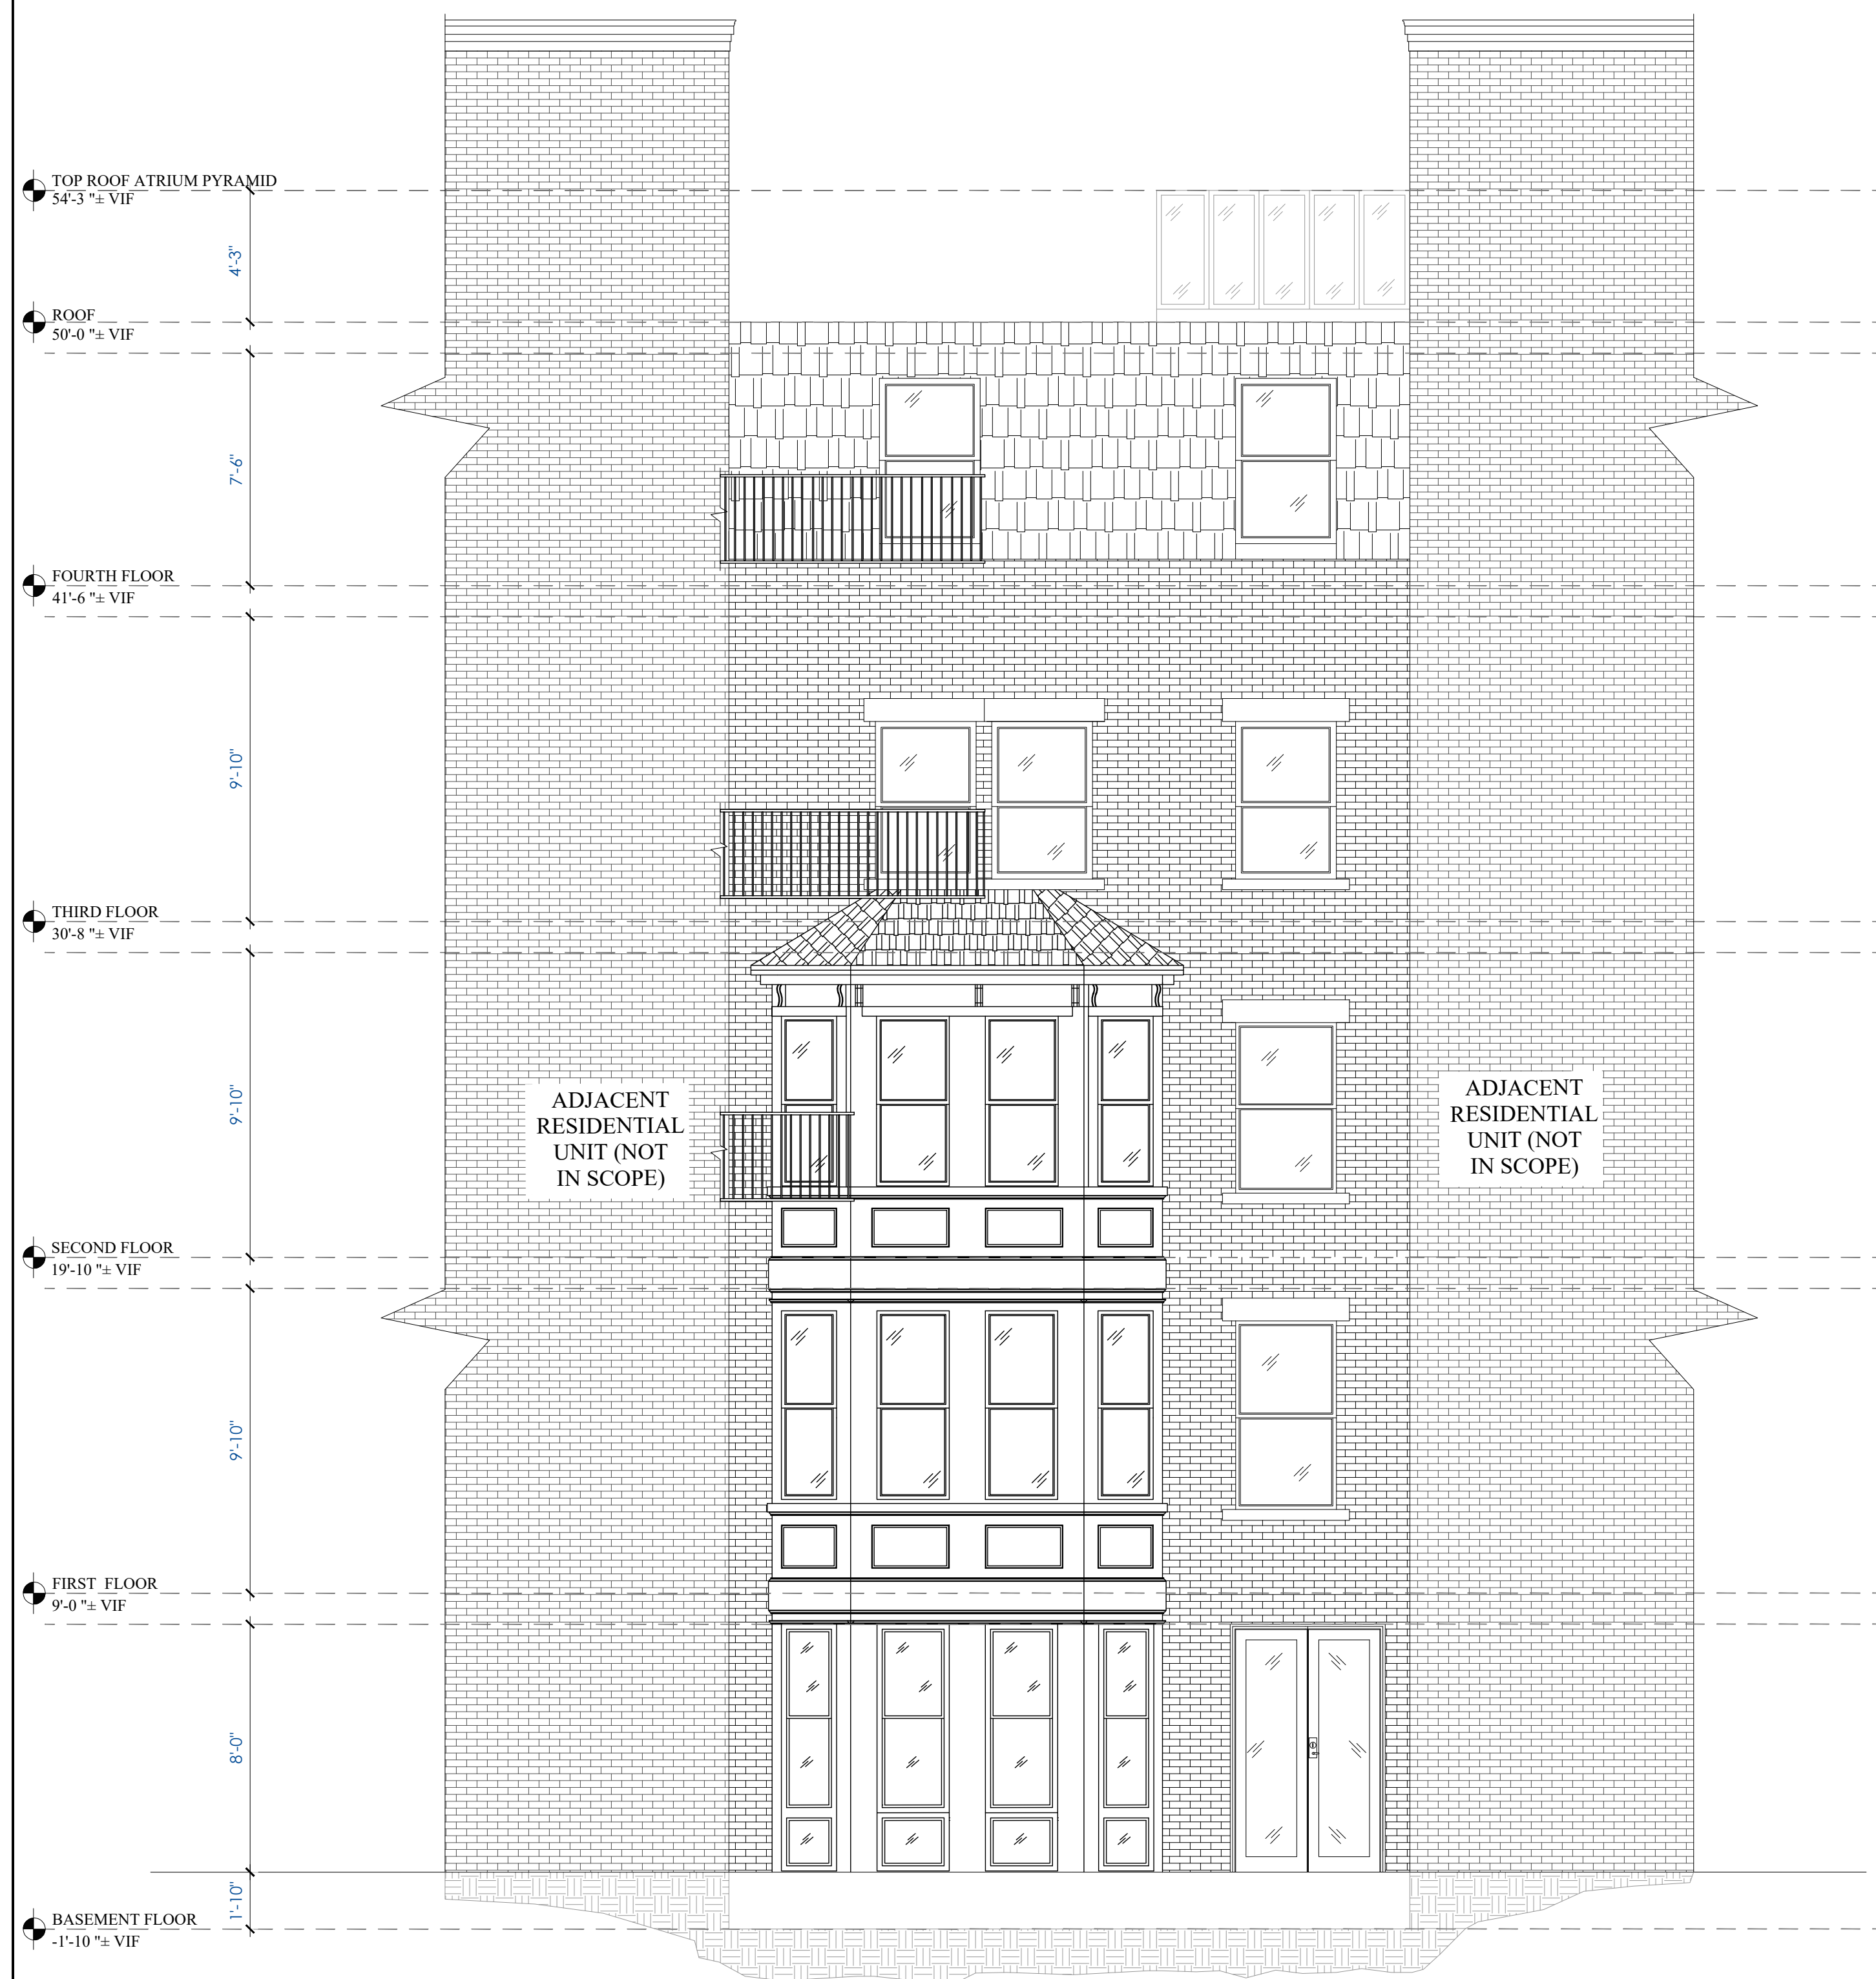 TOP ROOF ATRIUM PYRAMID
54'-3 "± VIF
4'-3"
ROOF
50'-0 "± VIF
7'-6"
FOURTH FLOOR
41'-6 "± VIF
9'-10"
THIRD FLOOR
30'-8 "± VIF
9'-10"
ADJACENT
RESIDENTIAL
UNIT (NOT
IN SCOPE)
ADJACENT
RESIDENTIAL
UNIT (NOT
IN SCOPE)
SECOND FLOOR
19'-10 "± VIF
9'-10"
FIRST FLOOR
9'-0 "± VIF
8'-0"
1'-10"
BASEMENT FLOOR
-1'-10 "± VIF